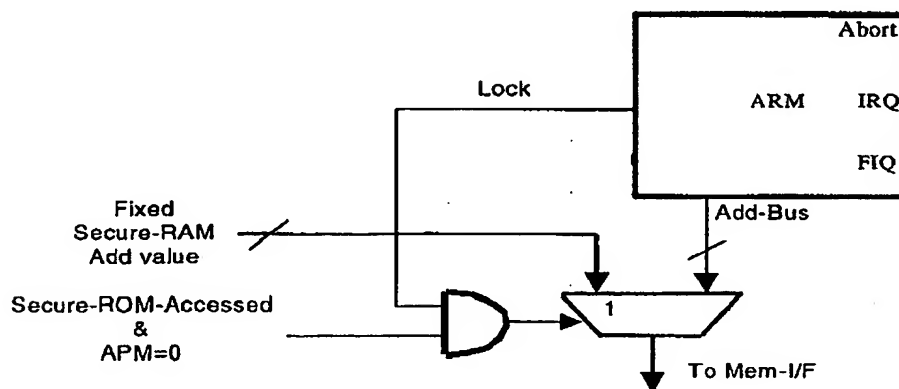 Abort
Lock
ARM IRQ
FIQ
Fixed
Secure-RAM
Add value
Add-Bus
Secure-ROM-Accessed
&
APM=0
1
To Mem-I/F